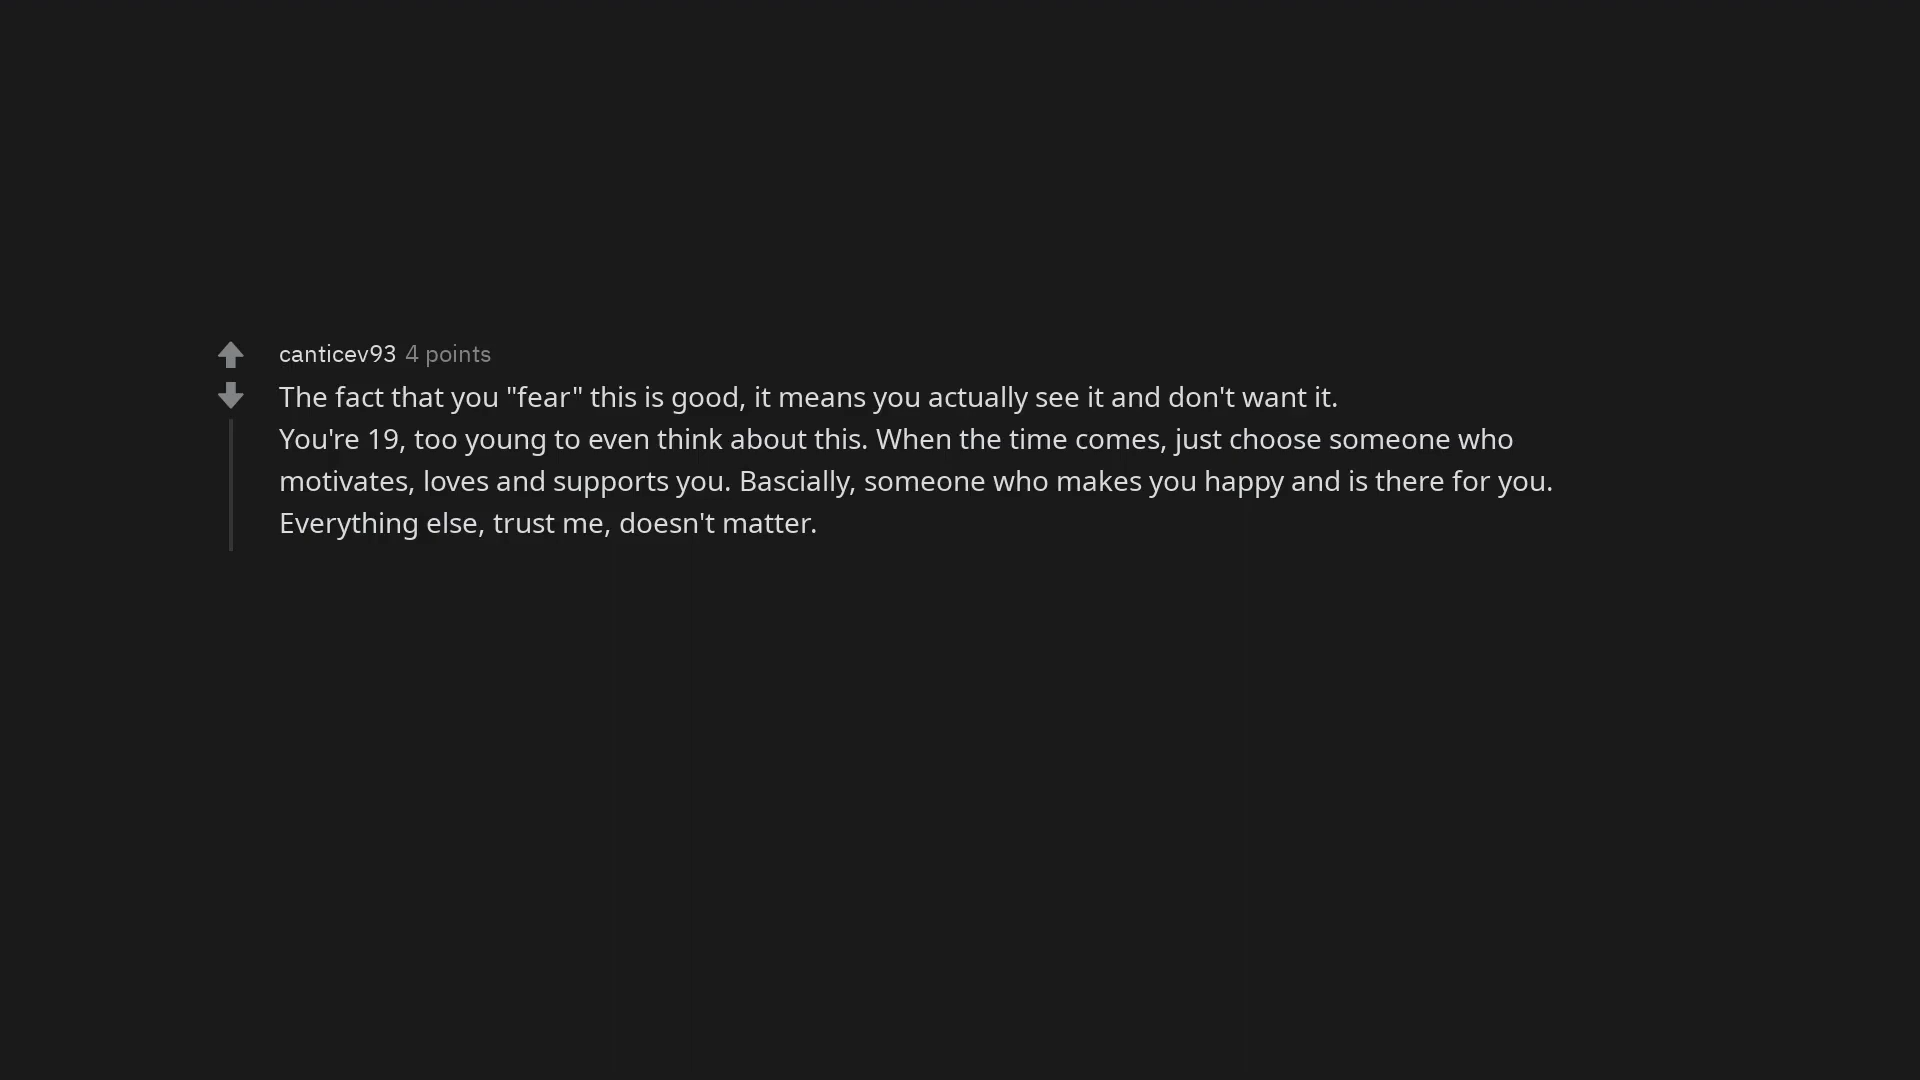 canticev93 4 points
The fact that you "fear" this is good, it means you actually see it and don't want it.
You're 19, too young to even think about this. When the time comes, just choose someone who
motivates, loves and supports you. Bascially, someone who makes you happy and is there for you.
Everything else, trust me, doesn't matter.